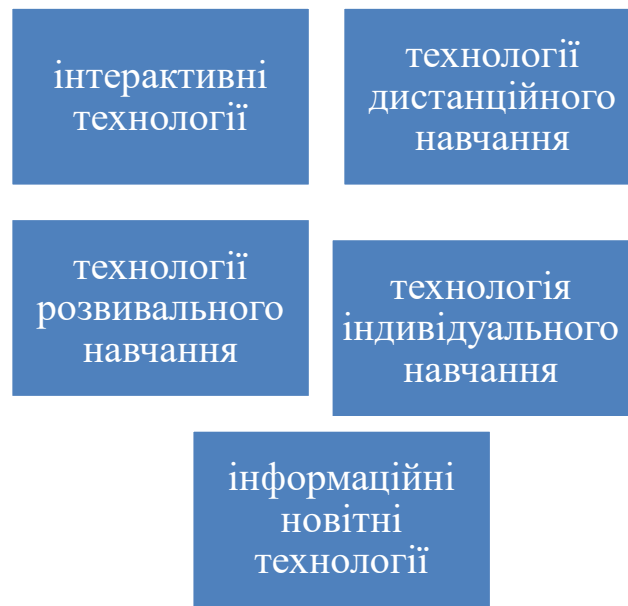 інтерактивні
технології
технології
дистанційного
навчання
технології
розвивального
навчання
технологія
індивідуального
навчання
інформаційні
новітні
технології